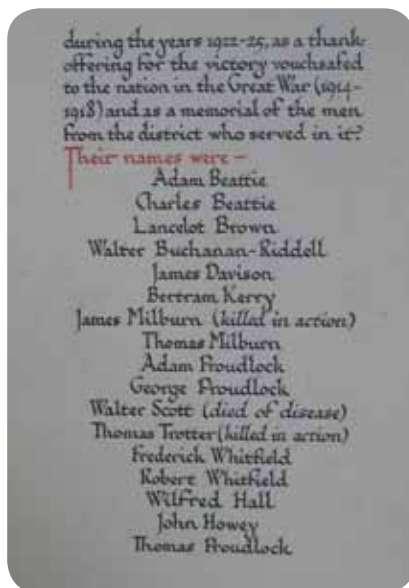 during the years 1922-25, as a thank-
offering for the victory vouchsafed
to the nation in the Great War (1914-
1918) and as a memorial of the men
from the district who served in it?
Their names were –
Adam Beattie
Charles Beattie
Lancelot Brown
Walter Buchanan-Riddell
James Davison
Bertram Kerry
James Milburn (killed in action)
Thomas Milburn
Adam Proudlock
George Proudlock
Walter Scott (died of disease)
Thomas Trotter (killed in action)
Frederick Whitfield
Robert Whitfield
Wilfred Hall
John Howey
Thomas Proudlock